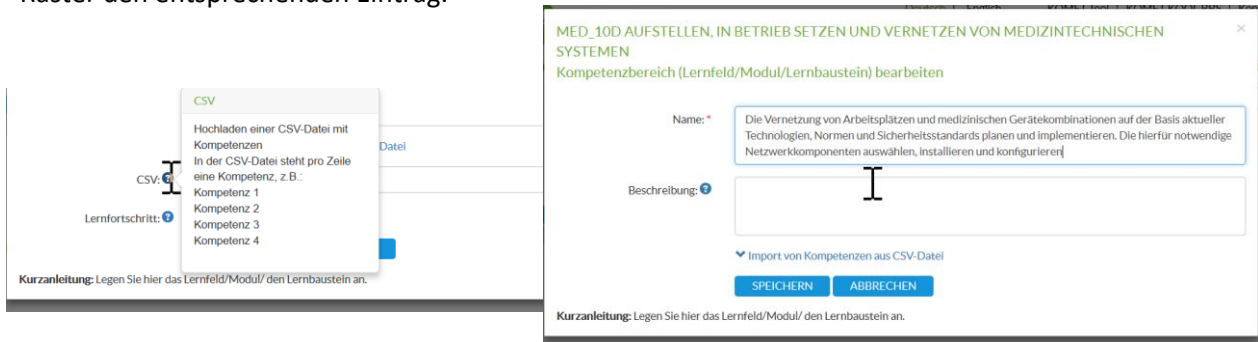 Raster den entsprechenden Eintrag.
CSV
Hochladen einer CSV-Datei mit
Kompetenzen
In der CSV-Datei steht pro Zeile
eine Kompetenz, z.B.:
Kompetenz 1
Kompetenz 2
Kompetenz 3
Kompetenz 4
Datei
CSV:
Lernfortschritt:
Kurzanleitung: Legen Sie hier das Lernfeld/Modul/ den Lernbaustein an.
MED_10D AUFSTELLEN, IN BETRIEB SETZEN UND VERNETZEN VON MEDIZINTECHNISCHEN
SYSTEMEN
Kompetenzbereich (Lernfeld/Modul/Lernbaustein) bearbeiten
Name: *
Die Vernetzung von Arbeitsplätzen und medizinischen Gerätekombinationen auf der Basis aktueller
Technologien, Normen und Sicherheitsstandards planen und implementieren. Die hierfür notwendige
Netzwerkkomponenten auswählen, installieren und konfigurieren
Beschreibung:
Import von Kompetenzen aus CSV-Datei
SPEICHERN ABBRECHEN
Kurzanleitung: Legen Sie hier das Lernfeld/Modul/ den Lernbaustein an.